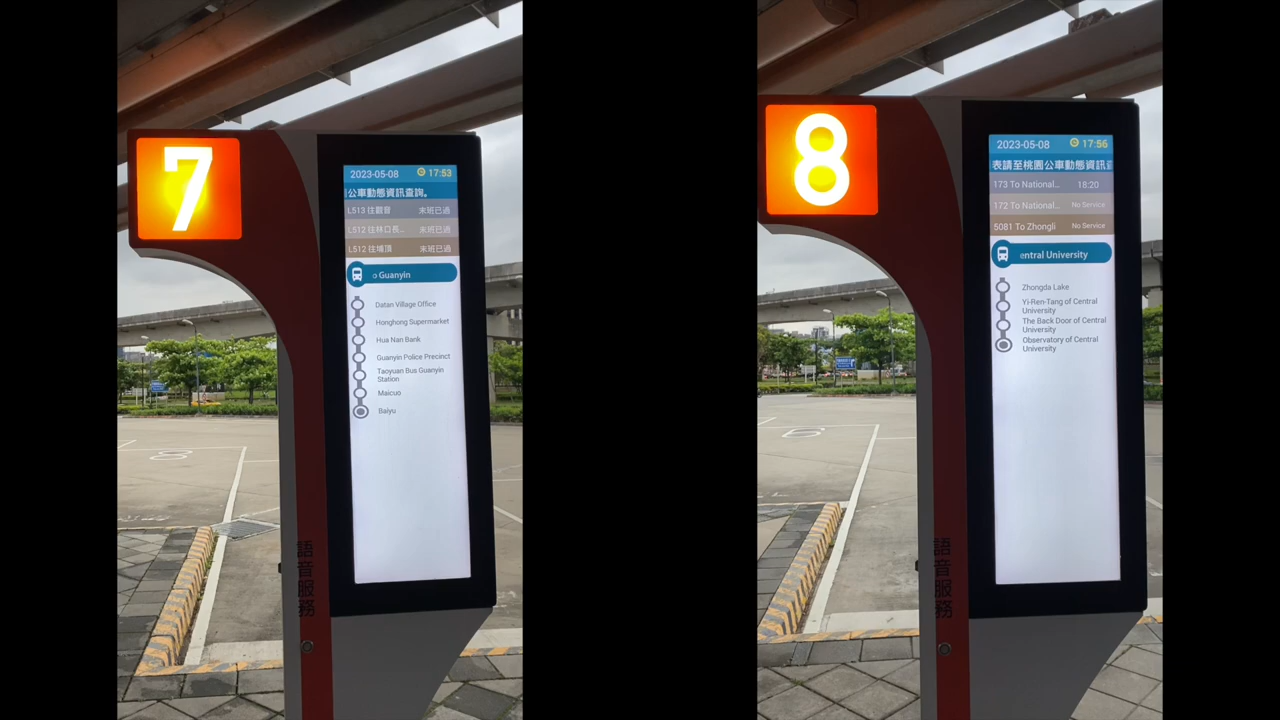 7
2023-05-08 17:53
公車動態資訊查詢。
L513 往觀音 末班已過
L512 往林口長... 末班已過
L512 往埔頂 末班已過
o Guanyin
Datan Village Office
Honghong Supermarket
Hua Nan Bank
Guanyin Police Precinct
Taoyuan Bus Guanyin
Station
Maicuo
Baiyu
語音服務
8
2023-05-08 17:56
表請至桃園公車動態資訊
173 To National... 18:20
172 To National... No Service
5081 To Zhongli No Service
entral University
Zhongda Lake
Yi-Ren-Tang of Central
University
The Back Door of Central
University
Observatory of Central
University
語音服務